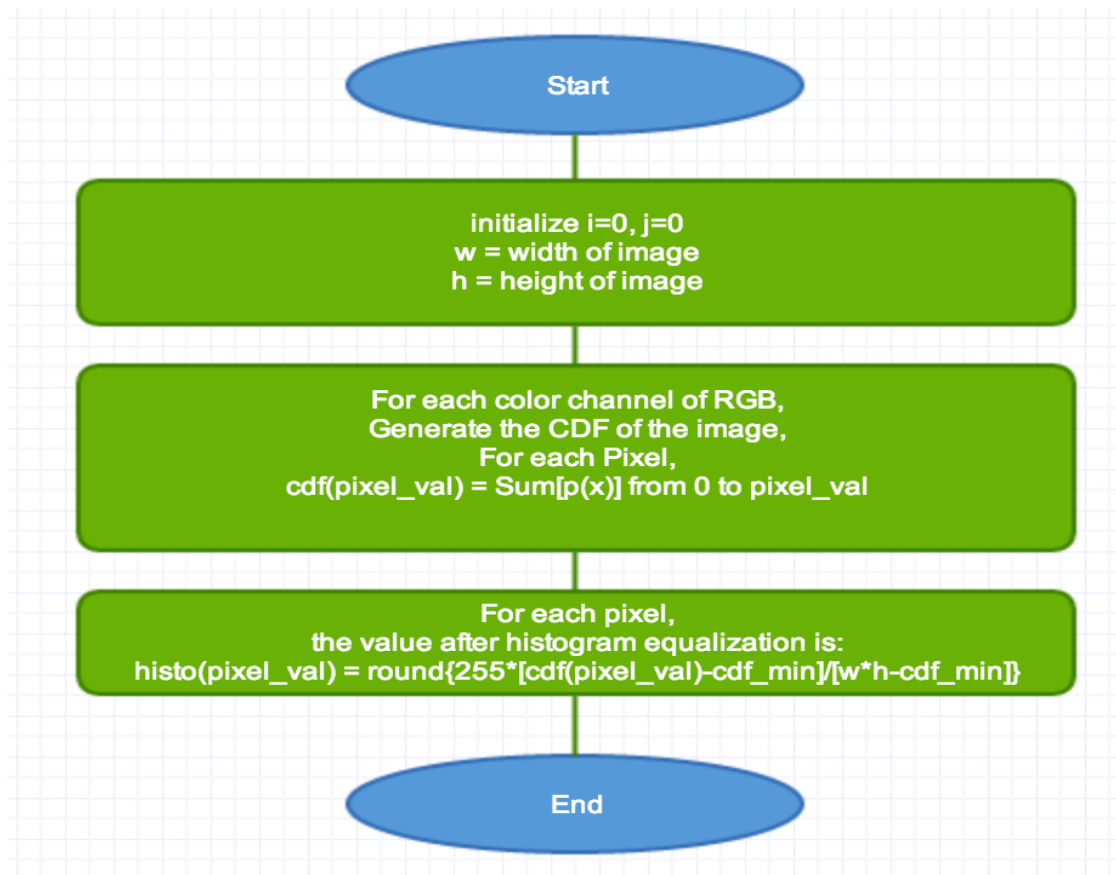 Start
initialize i=0, j=0
w = width of image
h = height of image
For each color channel of RGB,
Generate the CDF of the image,
For each Pixel,
cdf(pixel_val) = Sum[p(x)] from 0 to pixel_val
For each pixel,
the value after histogram equalization is:
histo(pixel_val) = round{255*[cdf(pixel_val)-cdf_min]/[w*h-cdf_min]}
End